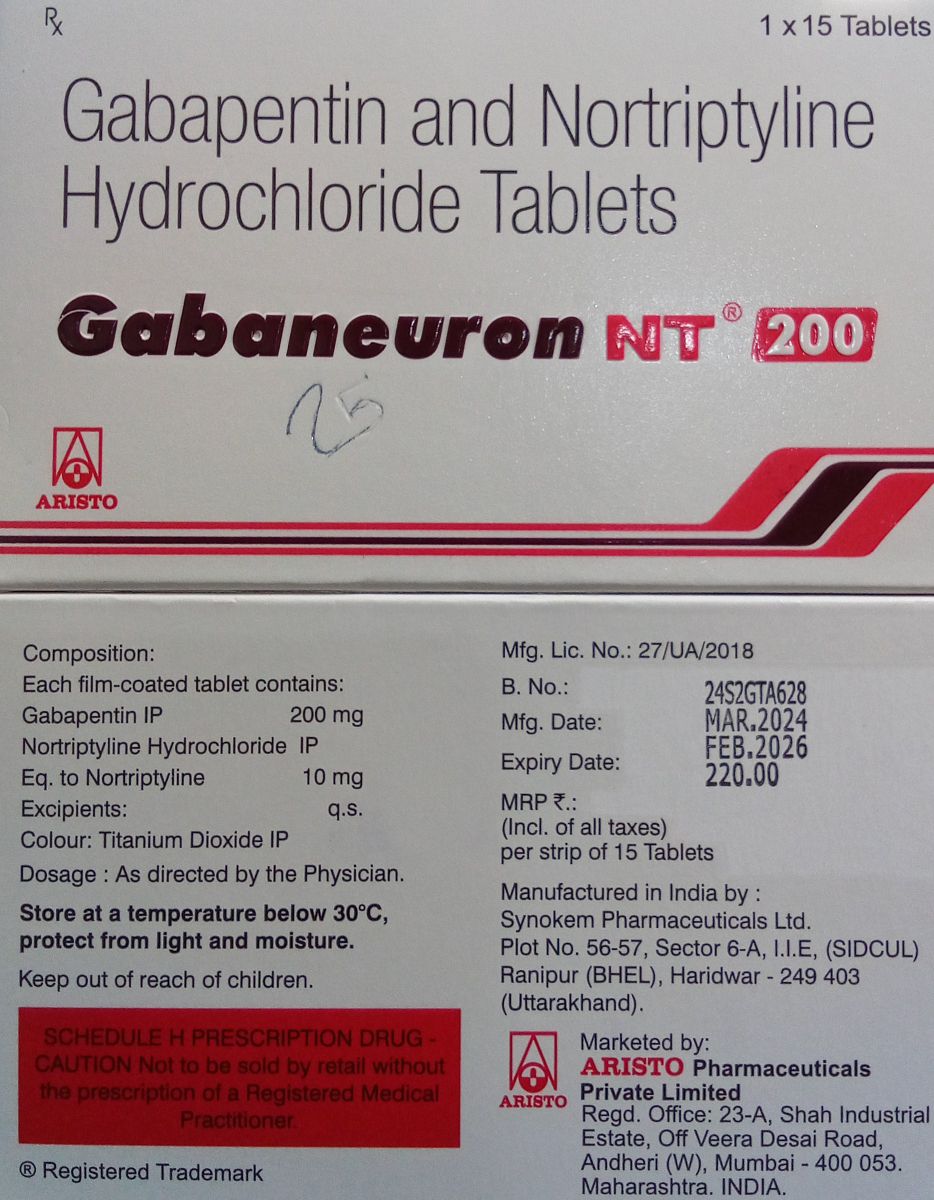 Rx
1 x 15 Tablets
Gabapentin and Nortriptyline
Hydrochloride Tablets
Gabaneuron NT® 200
25
ARISTO
Composition:
Each film-coated tablet contains:
Gabapentin IP 200 mg
Nortriptyline Hydrochloride IP
Eq. to Nortriptyline 10 mg
Excipients: q.s.
Colour: Titanium Dioxide IP
Dosage : As directed by the Physician.
Store at a temperature below 30°C,
protect from light and moisture.
Keep out of reach of children.
SCHEDULE H PRESCRIPTION DRUG -
CAUTION Not to be sold by retail without
the prescription of a Registered Medical
Practitioner.
® Registered Trademark
Mfg. Lic. No.: 27/UA/2018
B. No.: 24S2GTA628
Mfg. Date: MAR.2024
Expiry Date: FEB.2026
MRP ₹.: 220.00
(Incl. of all taxes)
per strip of 15 Tablets
Manufactured in India by :
Synokem Pharmaceuticals Ltd.
Plot No. 56-57, Sector 6-A, I.I.E, (SIDCUL)
Ranipur (BHEL), Haridwar - 249 403
(Uttarakhand).
ARISTO
Marketed by:
ARISTO Pharmaceuticals
Private Limited
Regd. Office: 23-A, Shah Industrial
Estate, Off Veera Desai Road,
Andheri (W), Mumbai - 400 053.
Maharashtra. INDIA.